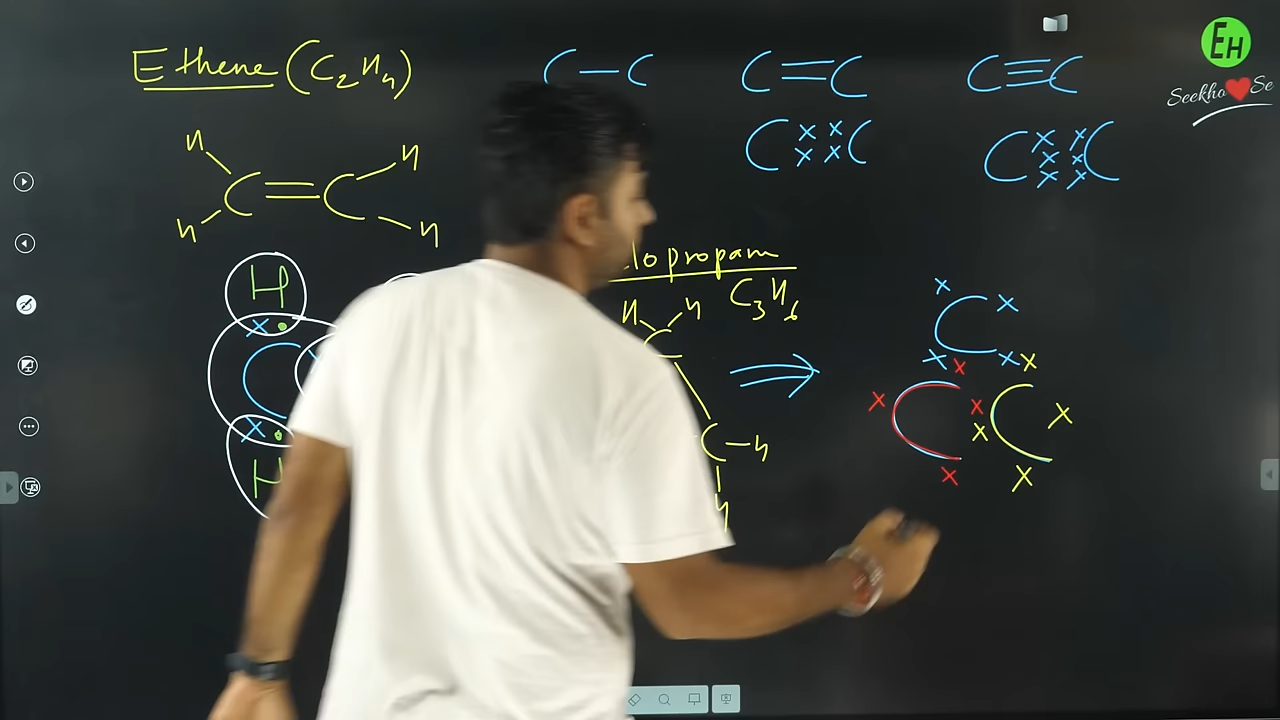 Ethene (C₂H₄)
C – C
C = C
C ≡ C
EH
Seekho ❤ Se
H H
C = C
H H
C ×× ×× C
C ××× ××× C
H
× •
C
× •
H
lopropam
C₃H₆
H H
C
C – H
H
⇒
× C ×
× × × ×
× C × × C ×
× ×